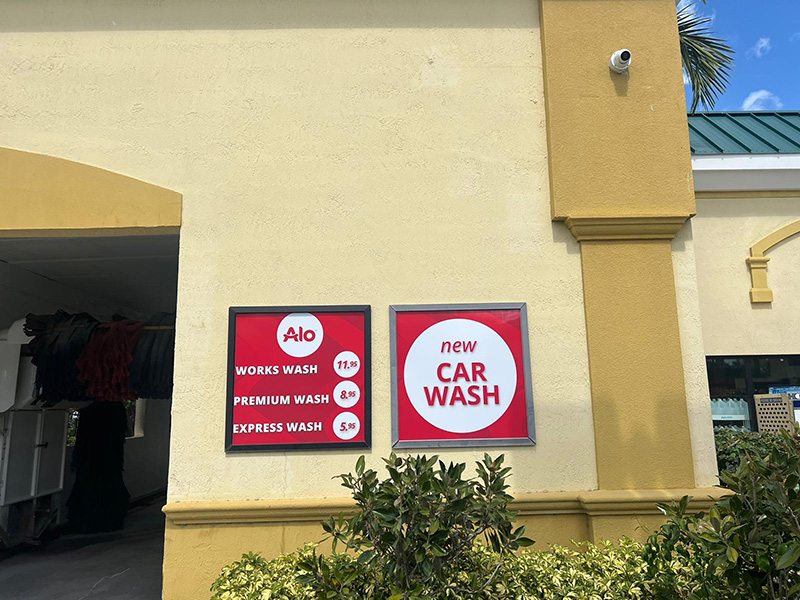 Alo
WORKS WASH 11.95
PREMIUM WASH 8.95
EXPRESS WASH 5.95
new
CAR
WASH